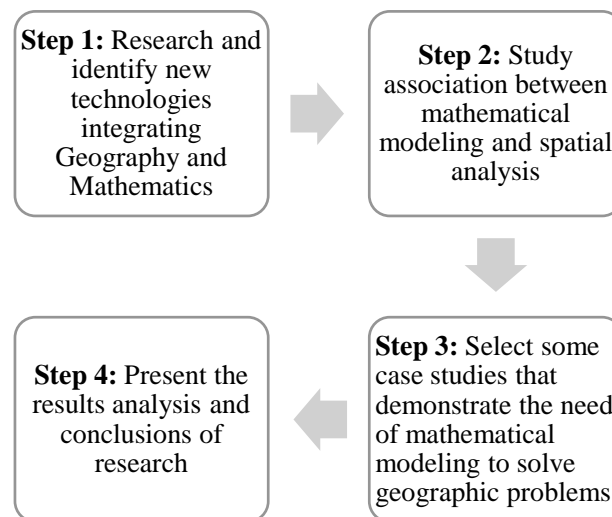 Step 1: Research and
identify new
technologies
integrating
Geography and
Mathematics
Step 2: Study
association between
mathematical
modeling and spatial
analysis
Step 3: Select some
case studies that
demonstrate the need
of mathematical
modeling to solve
geographic problems
Step 4: Present the
results analysis and
conclusions of
research